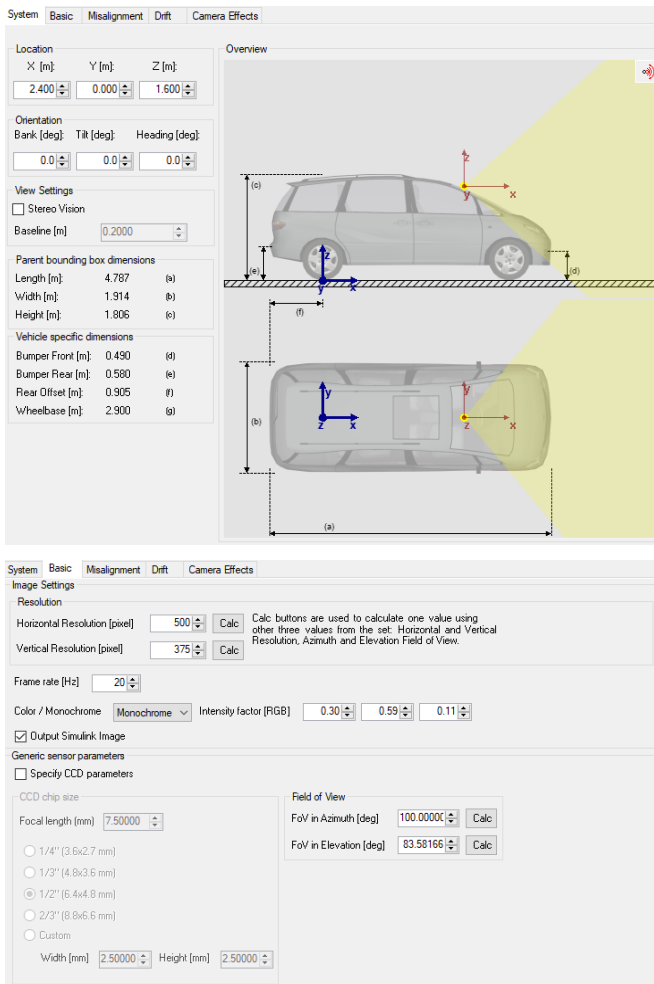 System Basic Misalignment Drift Camera Effects
Location
X [m]: Y [m]: Z [m]:
2.400 0.000 1.600
Orientation
Bank [deg]: Tilt [deg]: Heading [deg]:
0.0 0.0 0.0
View Settings
Stereo Vision
Baseline [m] 0.2000
Parent bounding box dimensions
Length [m]: 4.787 (a)
Width [m]: 1.914 (b)
Height [m]: 1.806 (c)
Vehicle specific dimensions
Bumper Front [m]: 0.490 (d)
Bumper Rear [m]: 0.580 (e)
Rear Offset [m]: 0.905 (f)
Wheelbase [m]: 2.900 (g)
Overview
z
(c) y x
(e) z (d)
y x
(f)
y y
(b) z x z x
(a)
System Basic Misalignment Drift Camera Effects
Image Settings
Resolution
Horizontal Resolution [pixel] 500 Calc
Vertical Resolution [pixel] 375 Calc
Calc buttons are used to calculate one value using
other three values from the set: Horizontal and Vertical
Resolution, Azimuth and Elevation Field of View.
Frame rate [Hz] 20
Color / Monochrome Monochrome Intensity factor [RGB] 0.30 0.59 0.11
Output Simulink Image
Generic sensor parameters
Specify CCD parameters
CCD chip size
Focal length (mm) 7.50000
1/4" (3.6x2.7 mm)
1/3" (4.8x3.6 mm)
1/2" (6.4x4.8 mm)
2/3" (8.8x6.6 mm)
Custom
Width [mm] 2.50000 Height [mm] 2.50000
Field of View
FoV in Azimuth [deg] 100.0000 Calc
FoV in Elevation [deg] 83.58166 Calc